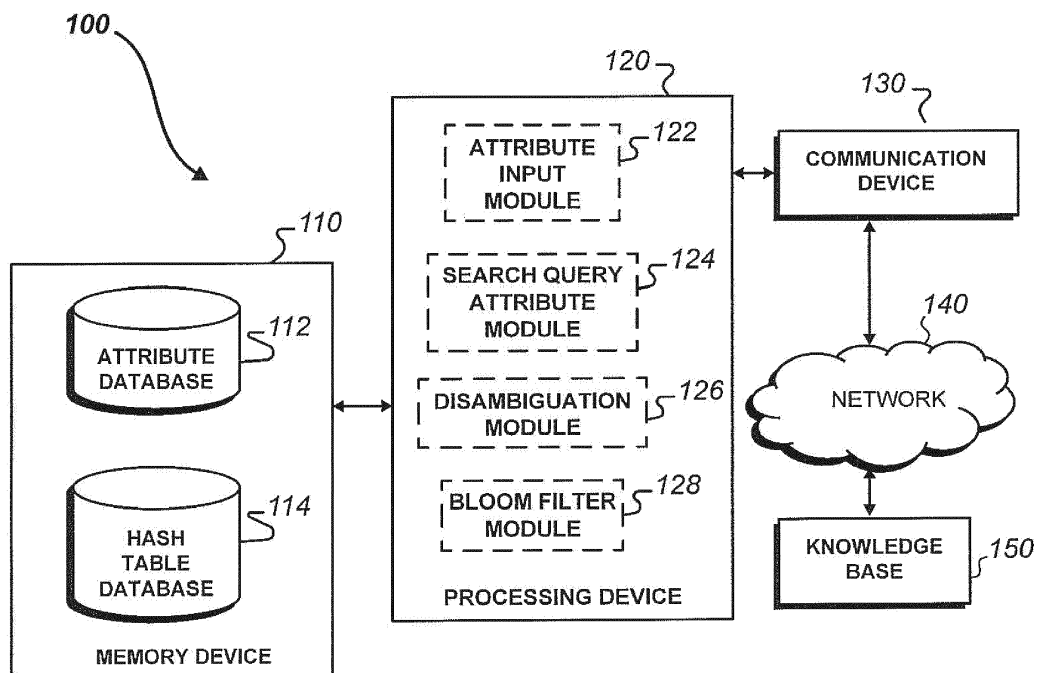 100
110
112
ATTRIBUTE
DATABASE
114
HASH
TABLE
DATABASE
MEMORY DEVICE
120
122
ATTRIBUTE
INPUT
MODULE
124
SEARCH QUERY
ATTRIBUTE
MODULE
126
DISAMBIGUATION
MODULE
128
BLOOM FILTER
MODULE
PROCESSING DEVICE
130
COMMUNICATION
DEVICE
140
NETWORK
KNOWLEDGE
BASE
150